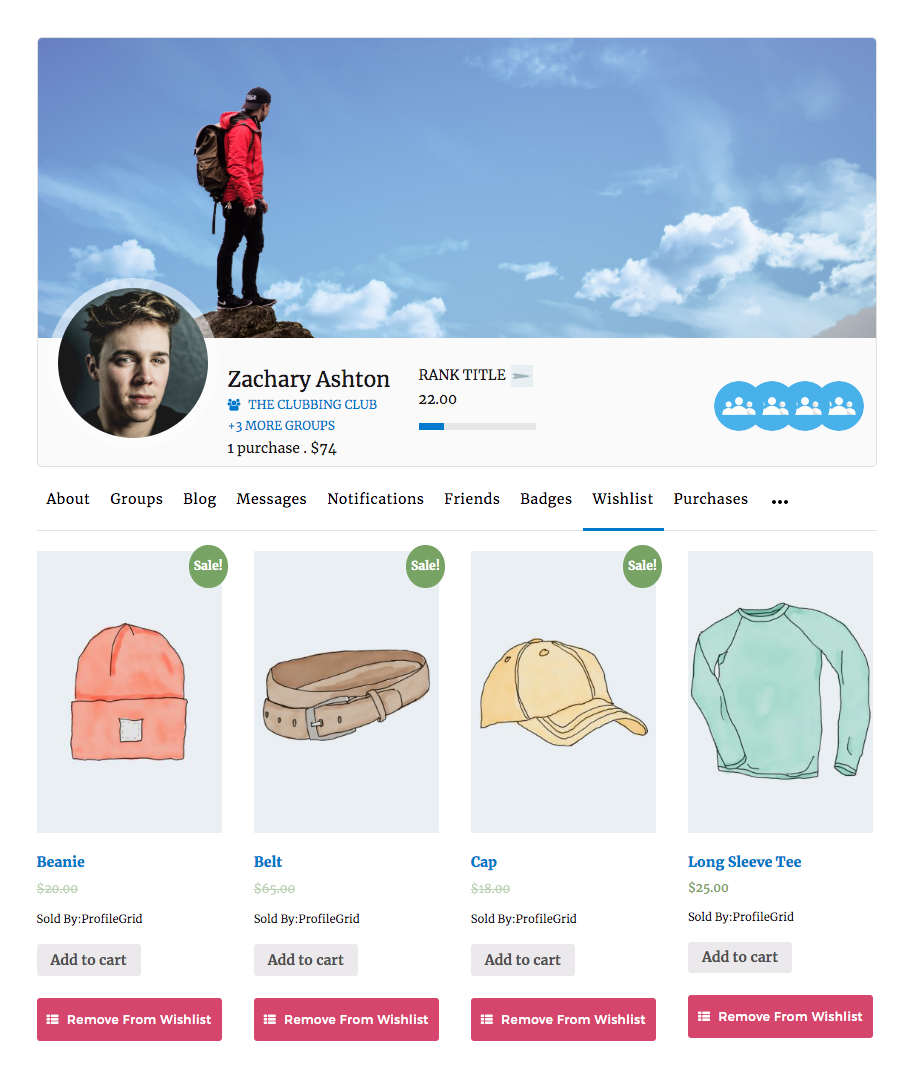 Zachary Ashton
THE CLUBBING CLUB
+3 MORE GROUPS
1 purchase . $74
RANK TITLE
22.00
About Groups Blog Messages Notifications Friends Badges Wishlist Purchases •••
Sale! Sale! Sale!
Beanie Belt Cap Long Sleeve Tee
$20.00 $65.00 $18.00 $25.00
Sold By:ProfileGrid Sold By:ProfileGrid Sold By:ProfileGrid Sold By:ProfileGrid
Add to cart Add to cart Add to cart Add to cart
Remove From Wishlist Remove From Wishlist Remove From Wishlist Remove From Wishlist